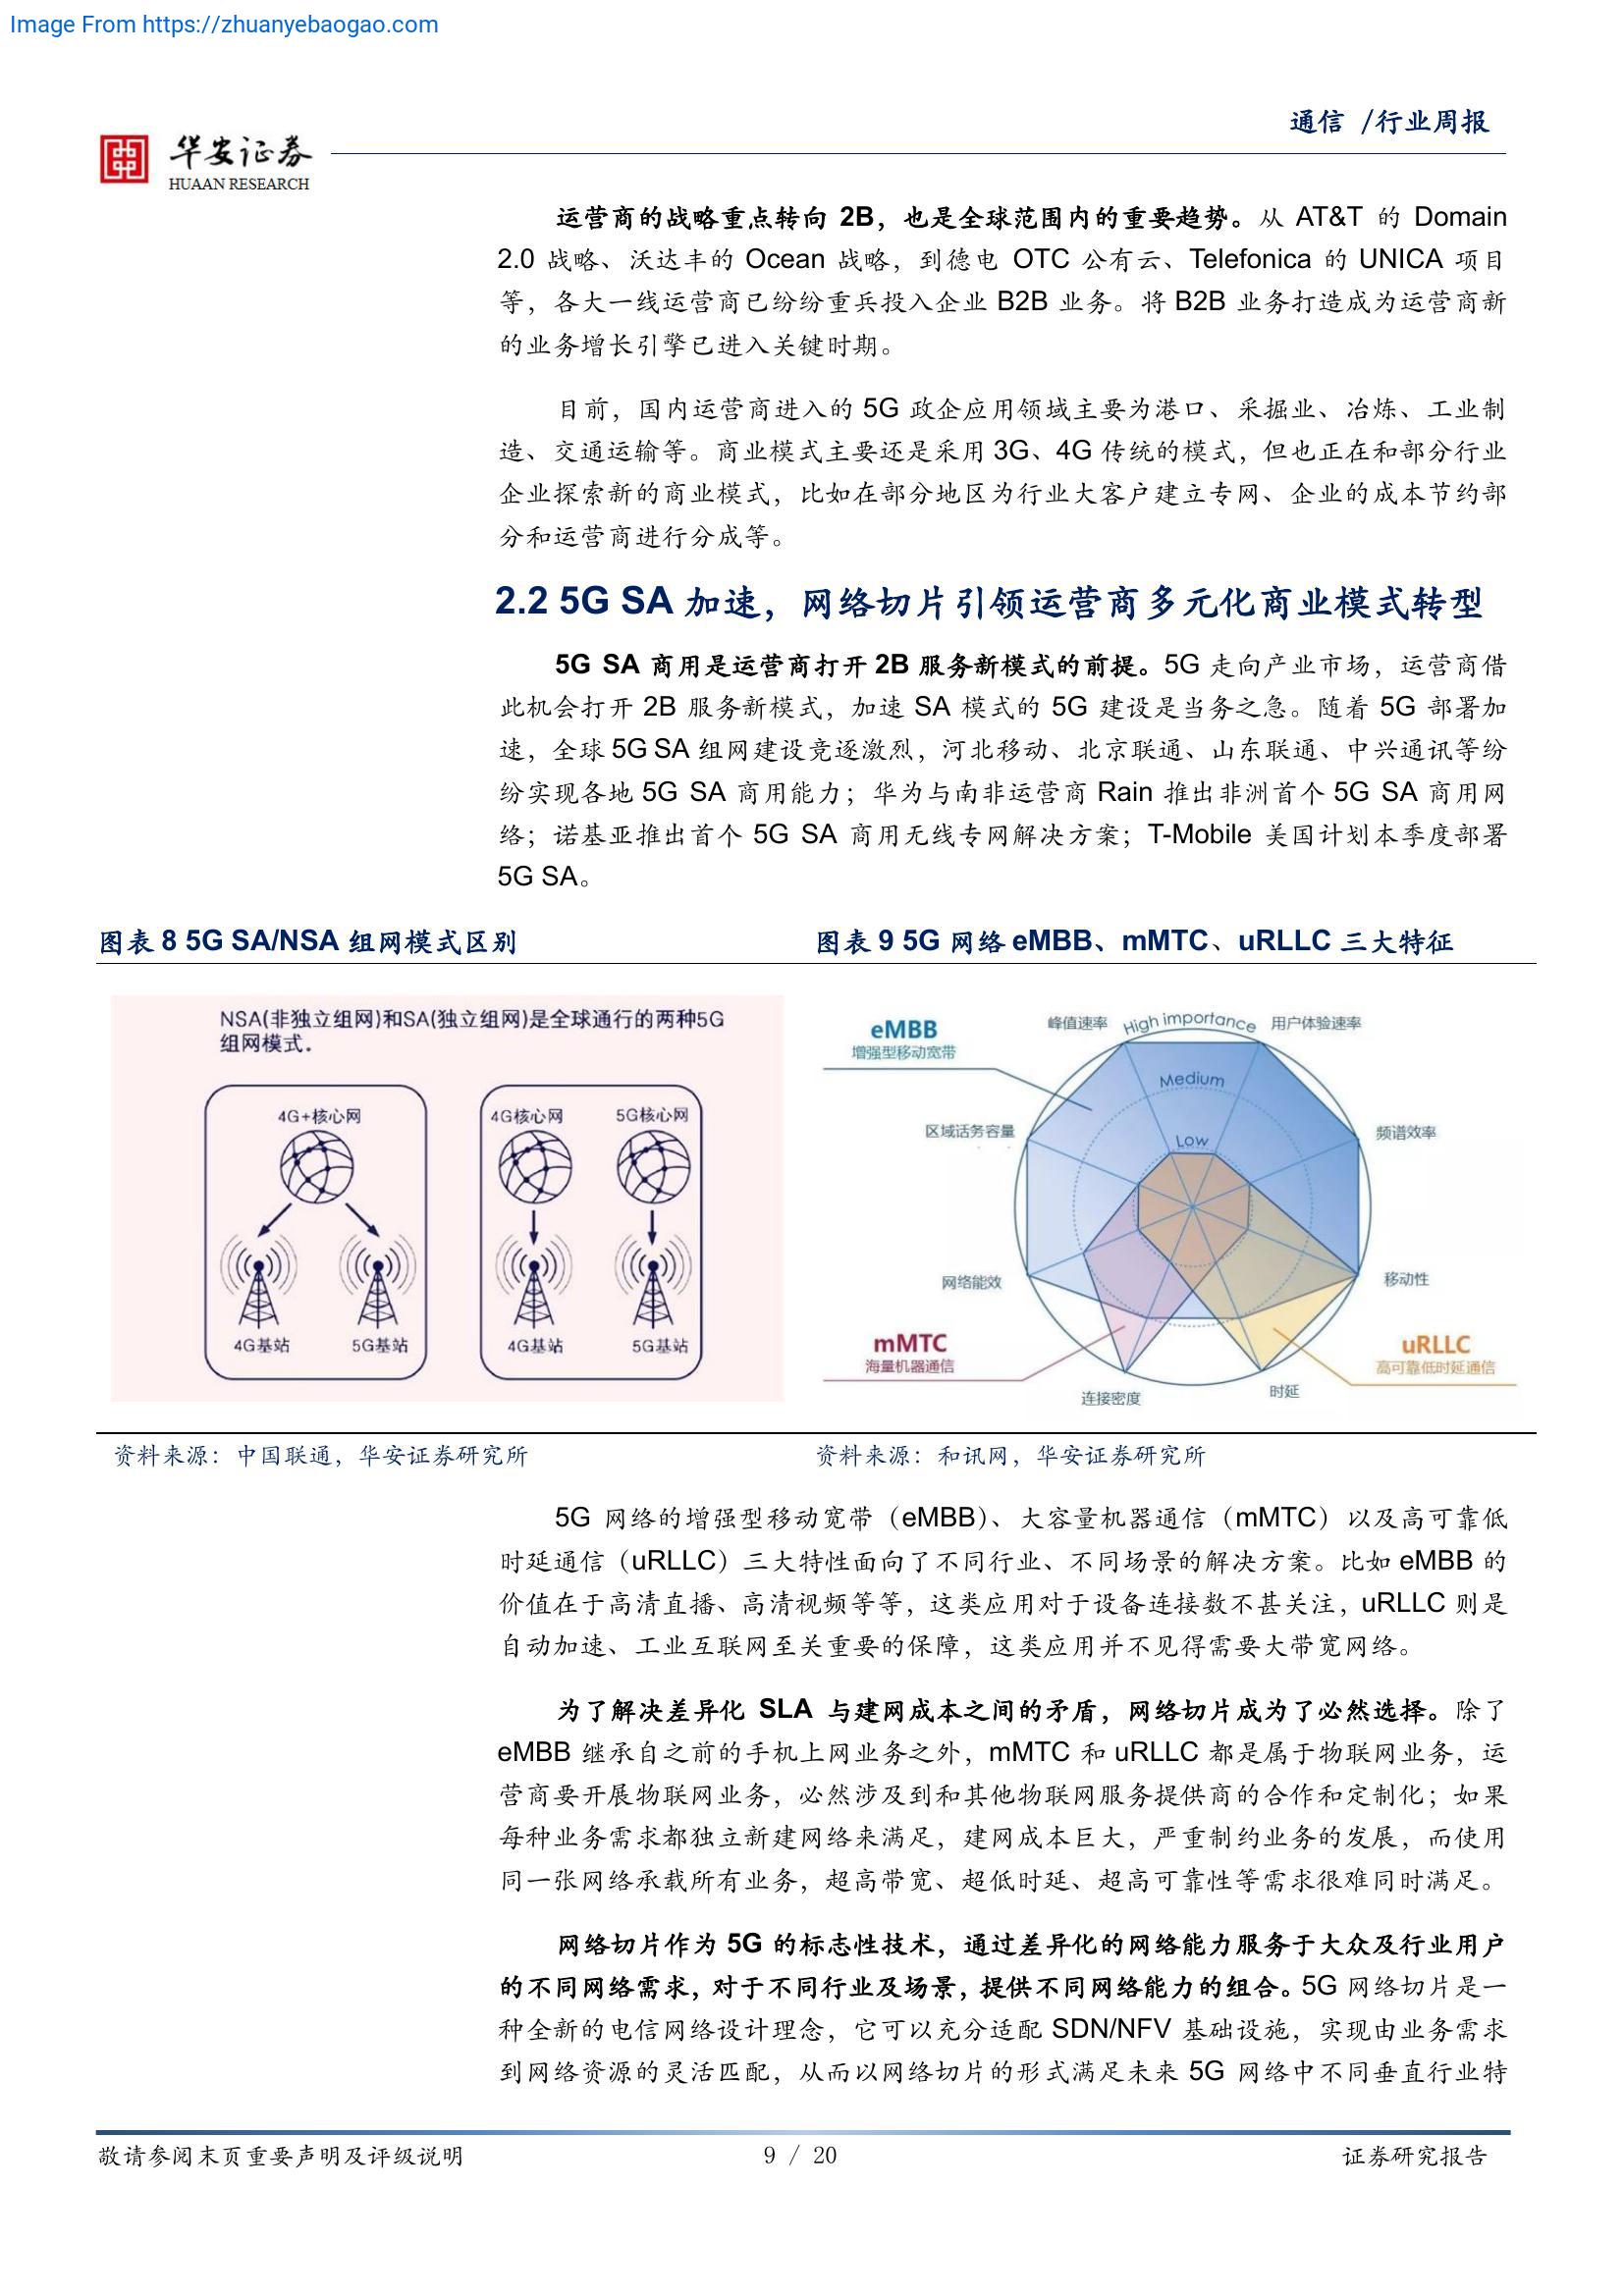 Image From https://zhuanyebaogao.com
通信 /行业周报
华安证券
HUAAN RESEARCH
运营商的战略重点转向 2B，也是全球范围内的重要趋势。从 AT&T 的 Domain
2.0 战略、沃达丰的 Ocean 战略，到德电 OTC 公有云、Telefonica 的 UNICA 项目
等，各大一线运营商已纷纷重兵投入企业 B2B 业务。将 B2B 业务打造成为运营商新
的业务增长引擎已进入关键时期。
目前，国内运营商进入的 5G 政企应用领域主要为港口、采掘业、冶炼、工业制
造、交通运输等。商业模式主要还是采用 3G、4G 传统的模式，但也正在和部分行业
企业探索新的商业模式，比如在部分地区为行业大客户建立专网、企业的成本节约部
分和运营商进行分成等。
2.2 5G SA 加速，网络切片引领运营商多元化商业模式转型
5G SA 商用是运营商打开 2B 服务新模式的前提。5G 走向产业市场，运营商借
此机会打开 2B 服务新模式，加速 SA 模式的 5G 建设是当务之急。随着 5G 部署加
速，全球 5G SA 组网建设竞逐激烈，河北移动、北京联通、山东联通、中兴通讯等纷
纷实现各地 5G SA 商用能力；华为与南非运营商 Rain 推出非洲首个 5G SA 商用网
络；诺基亚推出首个 5G SA 商用无线专网解决方案；T-Mobile 美国计划本季度部署
5G SA。
图表 8 5G SA/NSA 组网模式区别
NSA(非独立组网)和SA(独立组网)是全球通行的两种5G
组网模式.
4G+核心网
4G核心网 5G核心网
4G基站 5G基站 4G基站 5G基站
资料来源：中国联通，华安证券研究所
图表 9 5G 网络 eMBB、mMTC、uRLLC 三大特征
eMBB
增强型移动宽带
峰值速率 High importance 用户体验速率
Medium
区域话务容量 Low 频谱效率
网络能效 移动性
mMTC
海量机器通信
uRLLC
高可靠低时延通信
连接密度 时延
资料来源：和讯网，华安证券研究所
5G 网络的增强型移动宽带（eMBB）、大容量机器通信（mMTC）以及高可靠低
时延通信（uRLLC）三大特性面向了不同行业、不同场景的解决方案。比如 eMBB 的
价值在于高清直播、高清视频等等，这类应用对于设备连接数不甚关注，uRLLC 则是
自动加速、工业互联网至关重要的保障，这类应用并不见得需要大带宽网络。
为了解决差异化 SLA 与建网成本之间的矛盾，网络切片成为了必然选择。除了
eMBB 继承自之前的手机上网业务之外，mMTC 和 uRLLC 都是属于物联网业务，运
营商要开展物联网业务，必然涉及到和其他物联网服务提供商的合作和定制化；如果
每种业务需求都独立新建网络来满足，建网成本巨大，严重制约业务的发展，而使用
同一张网络承载所有业务，超高带宽、超低时延、超高可靠性等需求很难同时满足。
网络切片作为 5G 的标志性技术，通过差异化的网络能力服务于大众及行业用户
的不同网络需求，对于不同行业及场景，提供不同网络能力的组合。5G 网络切片是一
种全新的电信网络设计理念，它可以充分适配 SDN/NFV 基础设施，实现由业务需求
到网络资源的灵活匹配，从而以网络切片的形式满足未来 5G 网络中不同垂直行业特
敬请参阅末页重要声明及评级说明
9 / 20
证券研究报告